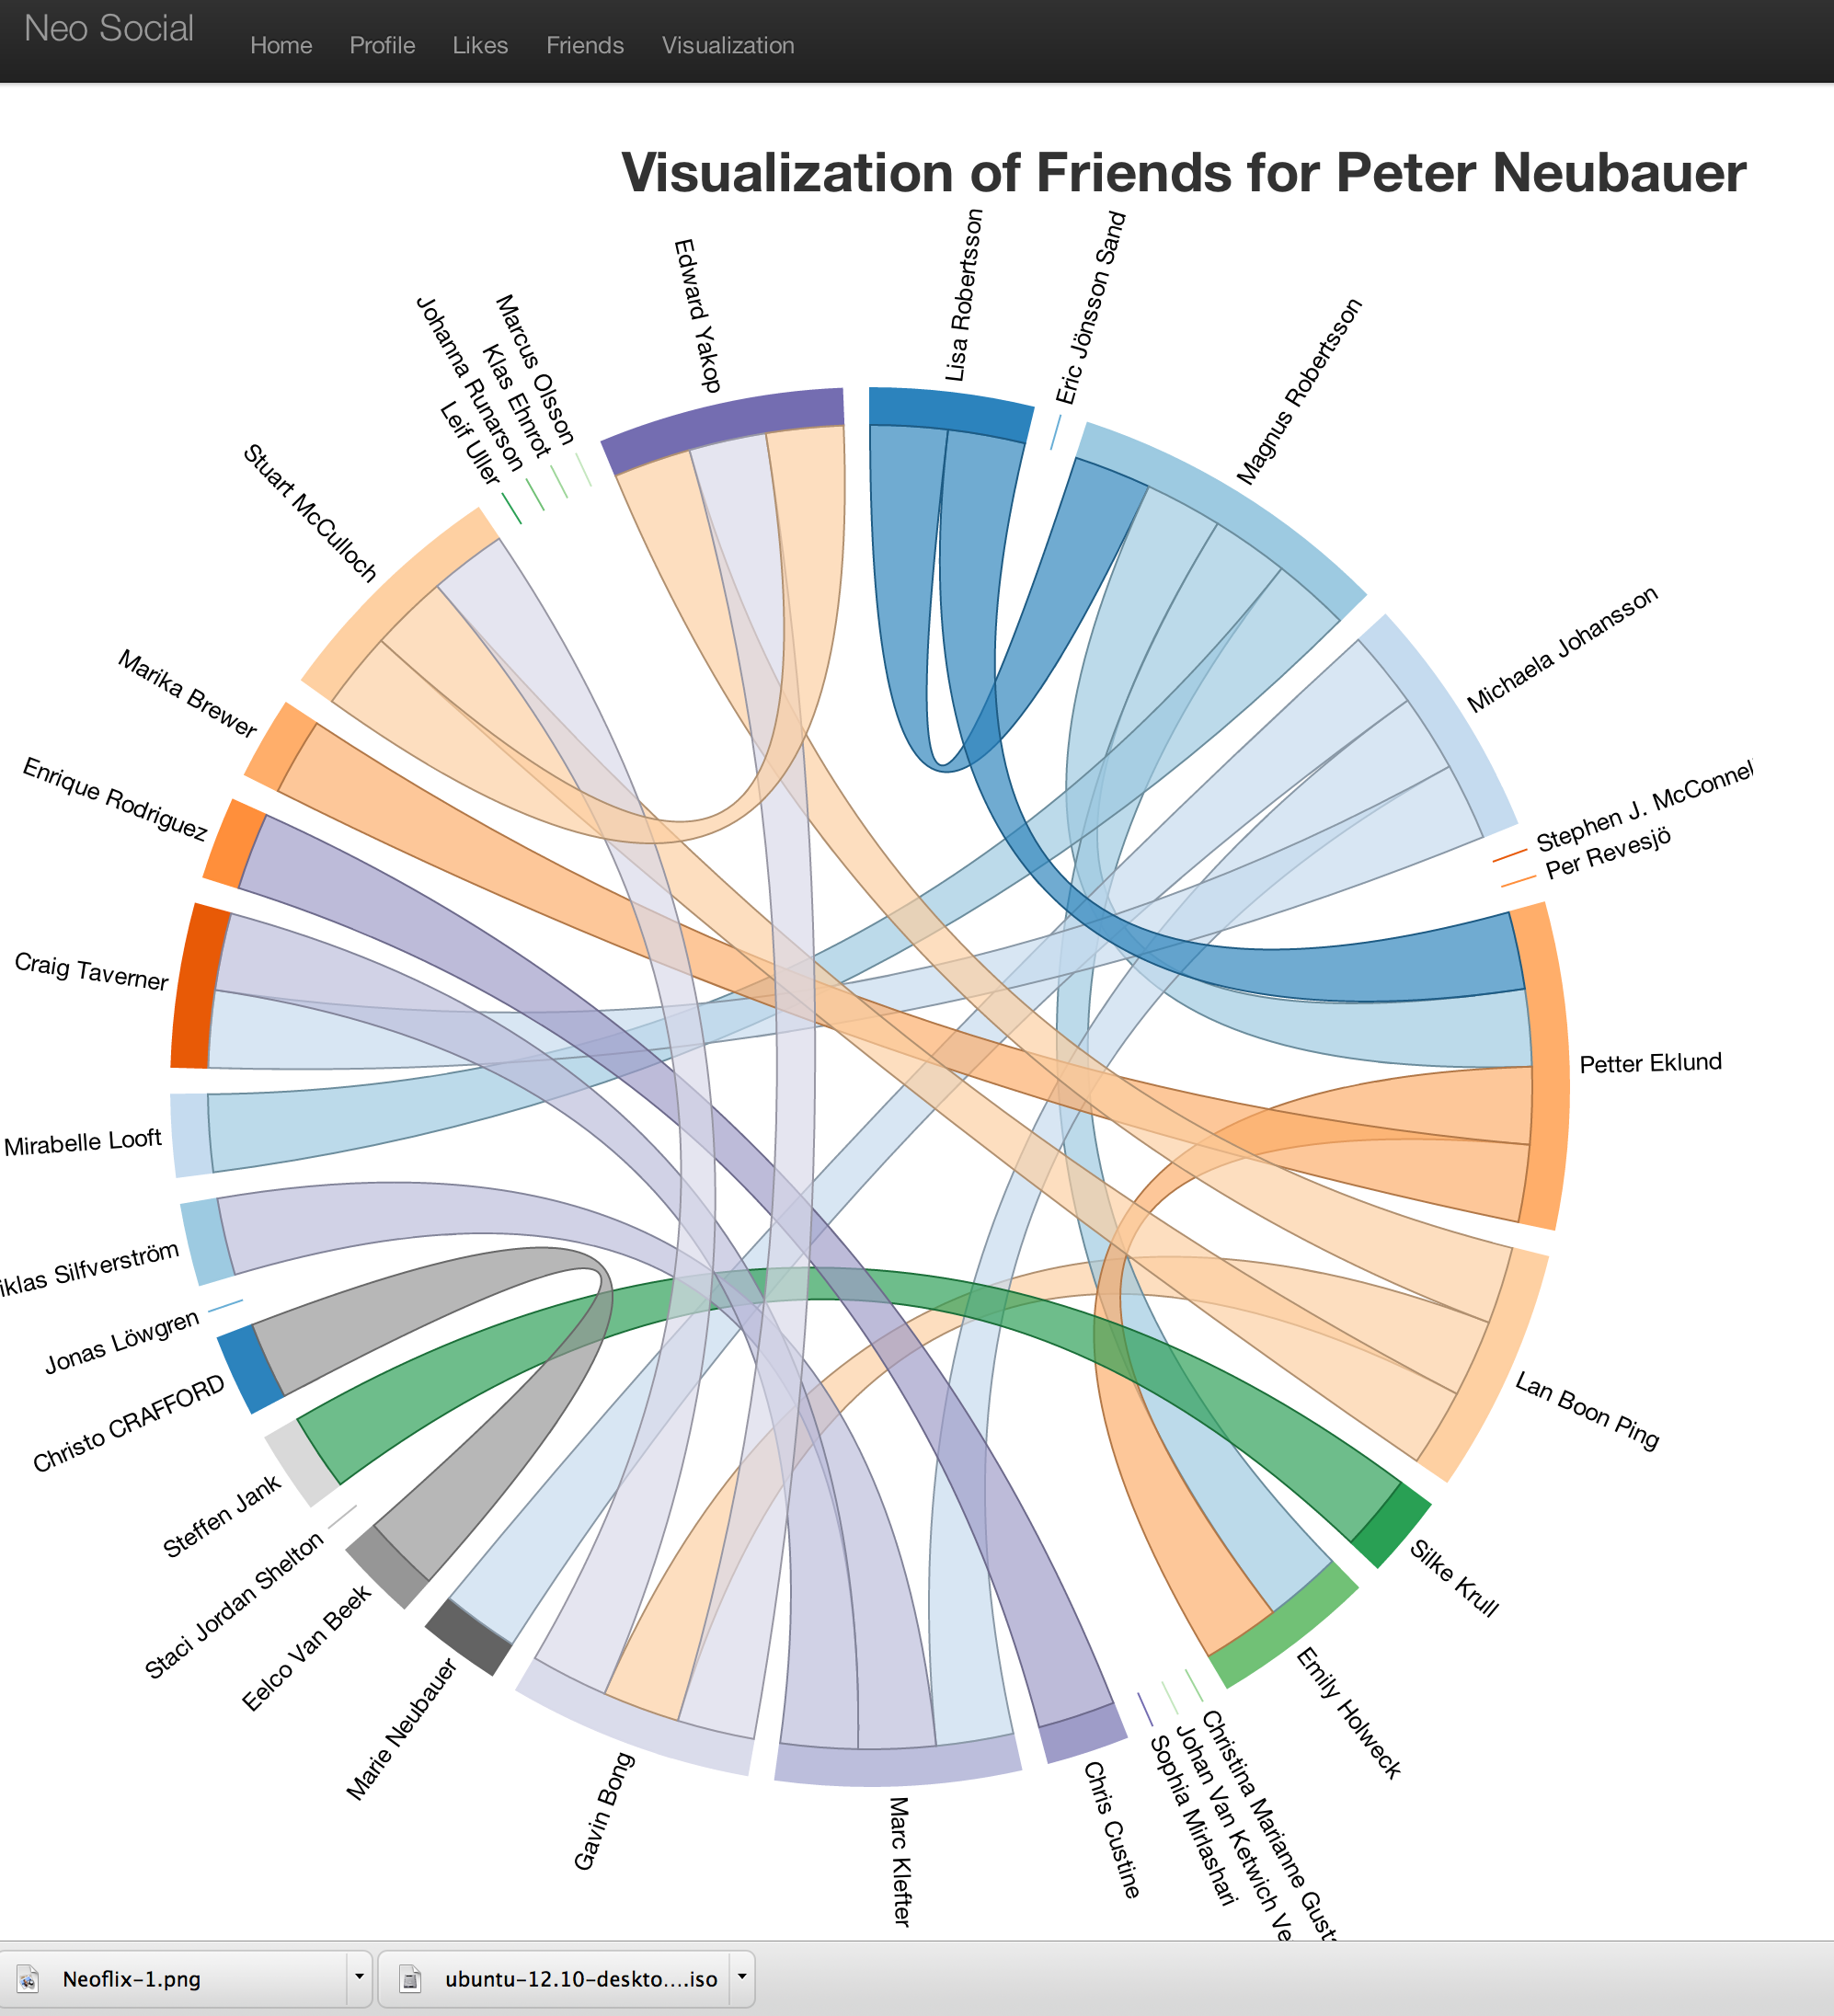 Neo Social
Home Profile Likes Friends Visualization
Visualization of Friends for Peter Neubauer
Lisa Robertsson
Eric Jönsson Sand
Magnus Robertsson
Michaela Johansson
Stephen J. McConnel
Per Revesjö
Petter Eklund
Lan Boon Ping
Silke Krull
Emily Holweck
Christina Marianne Gusta
Johan Van Ketwich Ve
Sophia Mirlashari
Chris Custine
Marc Klefter
Gavin Bong
Marie Neubauer
Eelco Van Beek
Staci Jordan Shelton
Steffen Jank
Christo CRAFFORD
Jonas Löwgren
iklas Silfverström
Mirabelle Looft
Craig Taverner
Enrique Rodriguez
Marika Brewer
Stuart McCulloch
Leif Uller
Johanna Runarson
Klas Ehnrot
Marcus Olsson
Edward Yakop
Neoflix-1.png
ubuntu-12.10-deskto....iso